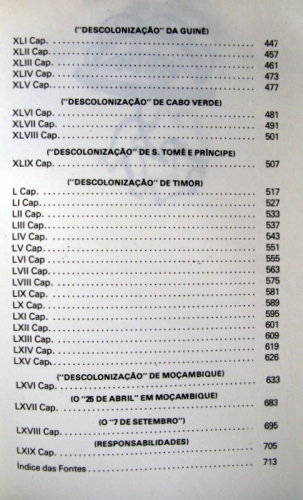 ("DESCOLONIZAÇÃO" DA GUINÉ)
XLI Cap. 447
XLII Cap. 457
XLIII Cap. 461
XLIV Cap. 473
XLV Cap. 477
("DESCOLONIZAÇÃO" DE CABO VERDE)
XLVI Cap. 481
XLVII Cap. 491
XLVIII Cap. 501
("DESCOLONIZAÇÃO" DE S. TOMÉ E PRÍNCIPE)
XLIX Cap. 507
("DESCOLONIZAÇÃO" DE TIMOR)
L Cap. 517
LI Cap. 527
LII Cap. 533
LIII Cap. 537
LIV Cap. 543
LV Cap. 551
LVI Cap 555
LVII Cap. 563
LVIII Cap. 575
LIX Cap. 581
LX Cap. 589
LXI Cap. 595
LXII Cap. 601
LXIII Cap. 609
LXIV Cap. 619
LXV Cap. 626
("DESCOLONIZAÇÃO" DE MOÇAMBIQUE)
LXVI Cap. 633
(O "25 DE ABRIL" EM MOÇAMBIQUE)
LXVII Cap. 683
(O "7 DE SETEMBRO")
LXVIII Cap. 695
(RESPONSABILIDADES)
LXIX Cap. 705
Índice das Fontes 713